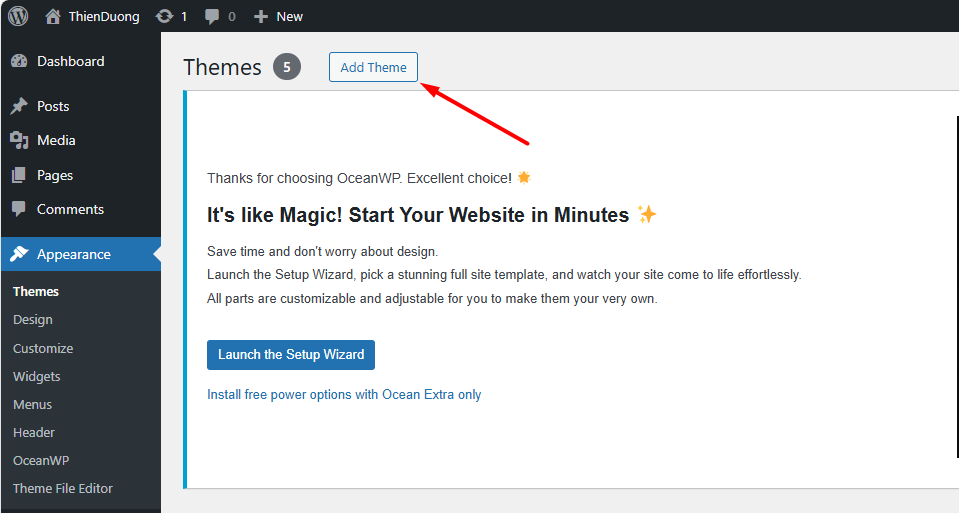 ThienDuong 1 0 New
Dashboard
Posts
Media
Pages
Comments
Appearance
Themes
Design
Customize
Widgets
Menus
Header
OceanWP
Theme File Editor
Themes 5 Add Theme
Thanks for choosing OceanWP. Excellent choice!
It's like Magic! Start Your Website in Minutes
Save time and don't worry about design.
Launch the Setup Wizard, pick a stunning full site template, and watch your site come to life effortlessly.
All parts are customizable and adjustable for you to make them your very own.
Launch the Setup Wizard
Install free power options with Ocean Extra only